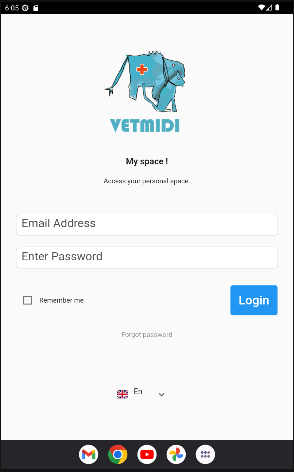 6:05
VETMIDI
My space !
Access your personal space
Email Address
Enter Password
Remember me
Login
Forgot password
En